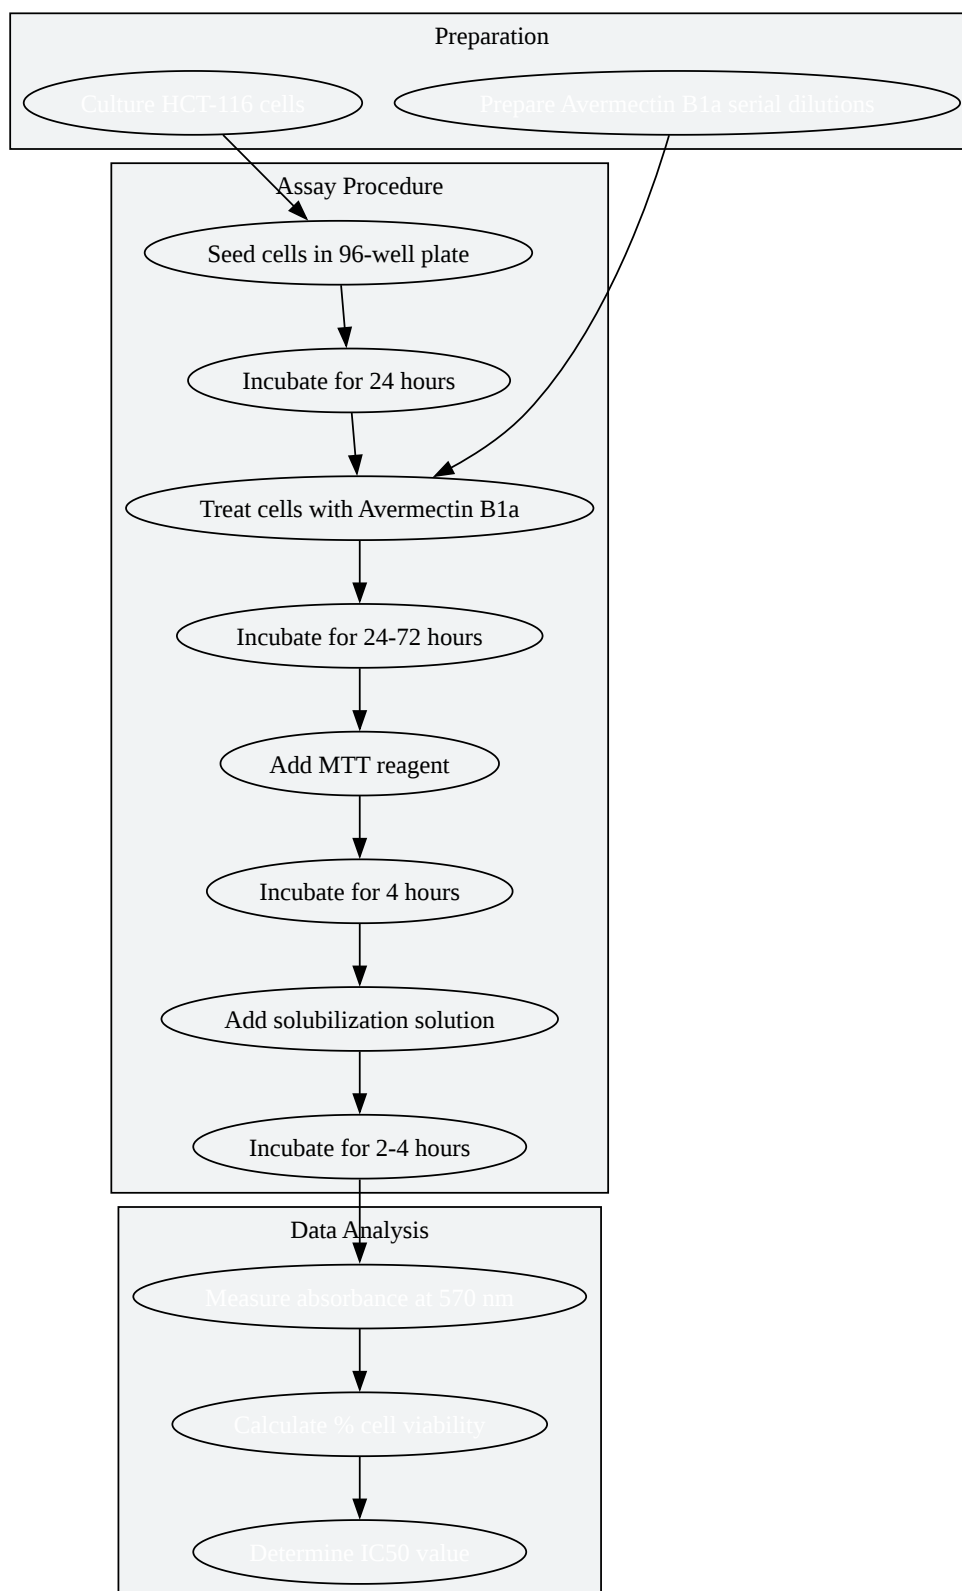 Preparation
Culture HCT-116 cells
Prepare Avermectin B1a serial dilutions
Assay Procedure
Seed cells in 96-well plate
Incubate for 24 hours
Treat cells with Avermectin B1a
Incubate for 24-72 hours
Add MTT reagent
Incubate for 4 hours
Add solubilization solution
Incubate for 2-4 hours
Data Analysis
Measure absorbance at 570 nm
Calculate % cell viability
Determine IC50 value